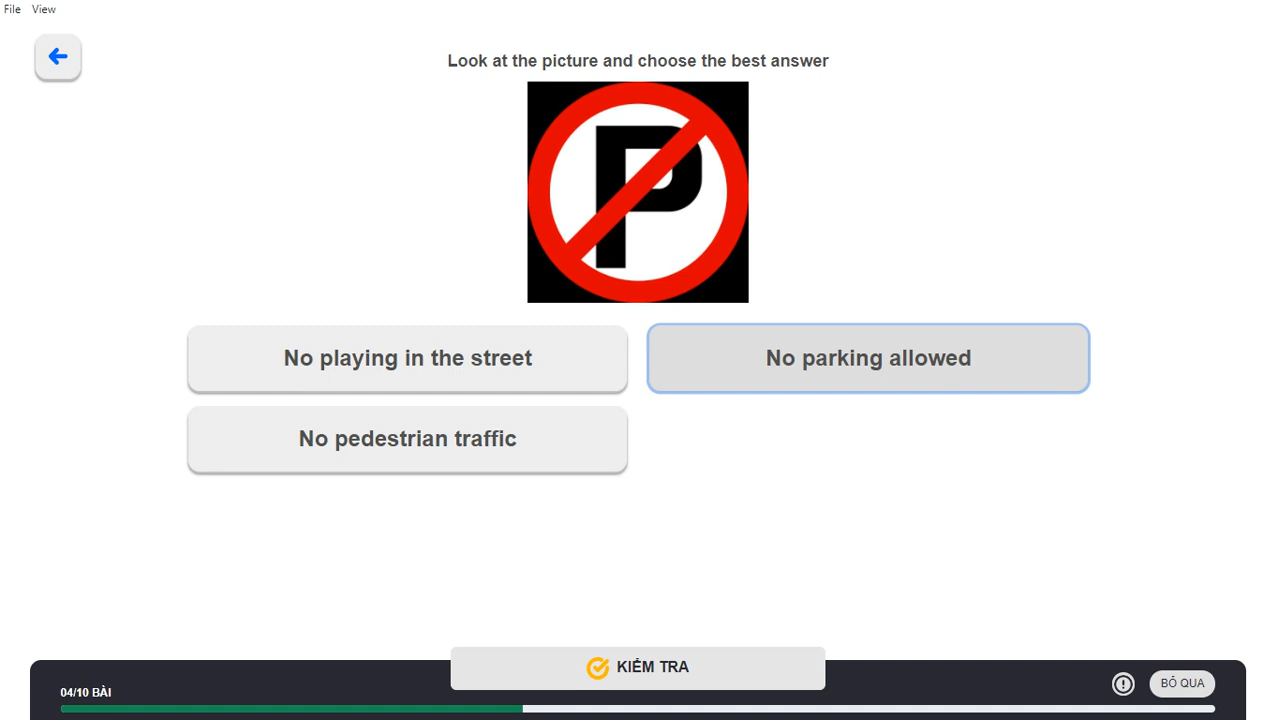 File View
Look at the picture and choose the best answer
P
No playing in the street
No parking allowed
No pedestrian traffic
KIỂM TRA
04/10 BÀI
BỎ QUA